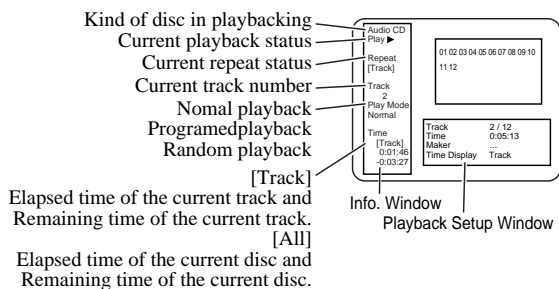 Kind of disc in playbacking
Current playback status
Current repeat status
Current track number
Nomal playback
Programedplayback
Random playback
[Track]
Elapsed time of the current track and
Remaining time of the current track.
[All]
Elapsed time of the current disc and
Remaining time of the current disc.
Audio CD
Play ▶
Repeat
[Track]
Track
2
Play Mode
Normal
Time
[Track]
0:01:46
-0:03:27
01 02 03 04 05 06 07 08 09 10
11 12
Track 2 / 12
Time 0:05:13
Maker ...
Time Display Track
Info. Window
Playback Setup Window